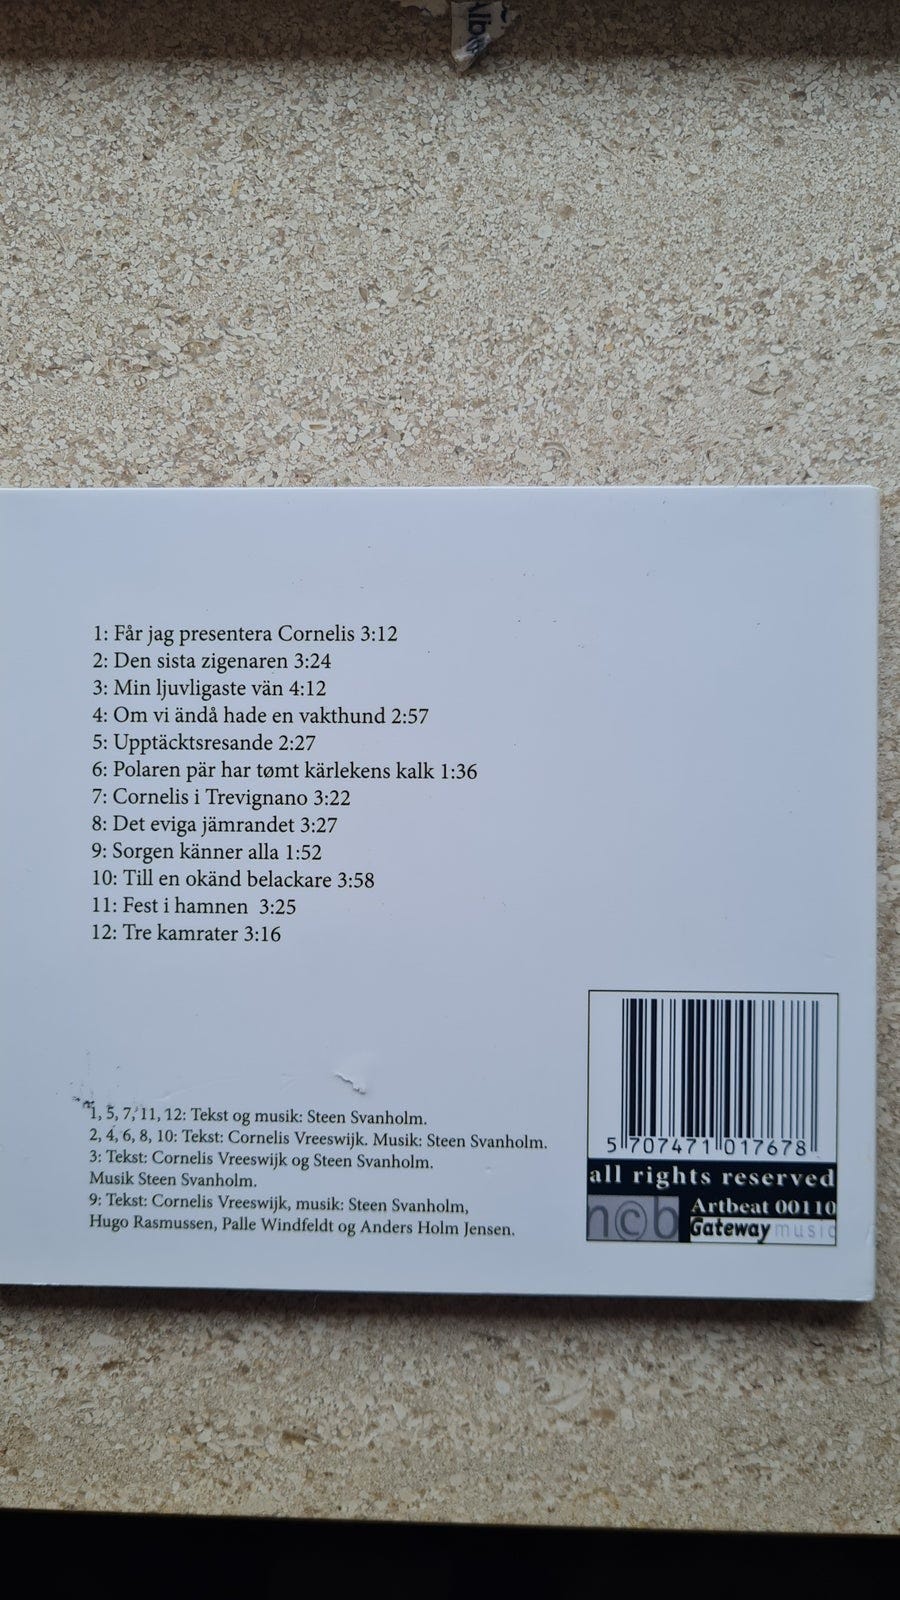 1: Får jag presentera Cornelis 3:12
2: Den sista zigenaren 3:24
3: Min ljuvligaste vän 4:12
4: Om vi ändå hade en vakthund 2:57
5: Upptäcktsresande 2:27
6: Polaren pär har tømt kärlekens kalk 1:36
7: Cornelis i Trevignano 3:22
8: Det eviga jämrandet 3:27
9: Sorgen känner alla 1:52
10: Till en okänd belackare 3:58
11: Fest i hamnen 3:25
12: Tre kamrater 3:16
1, 5, 7, 11, 12: Tekst og musik: Steen Svanholm.
2, 4, 6, 8, 10: Tekst: Cornelis Vreeswijk. Musik: Steen Svanholm.
3: Tekst: Cornelis Vreeswijk og Steen Svanholm.
Musik Steen Svanholm.
9: Tekst: Cornelis Vreeswijk, musik: Steen Svanholm,
Hugo Rasmussen, Palle Windfeldt og Anders Holm Jensen.
5 707471 017678
all rights reserved
n©b Artbeat 00110
Gateway music